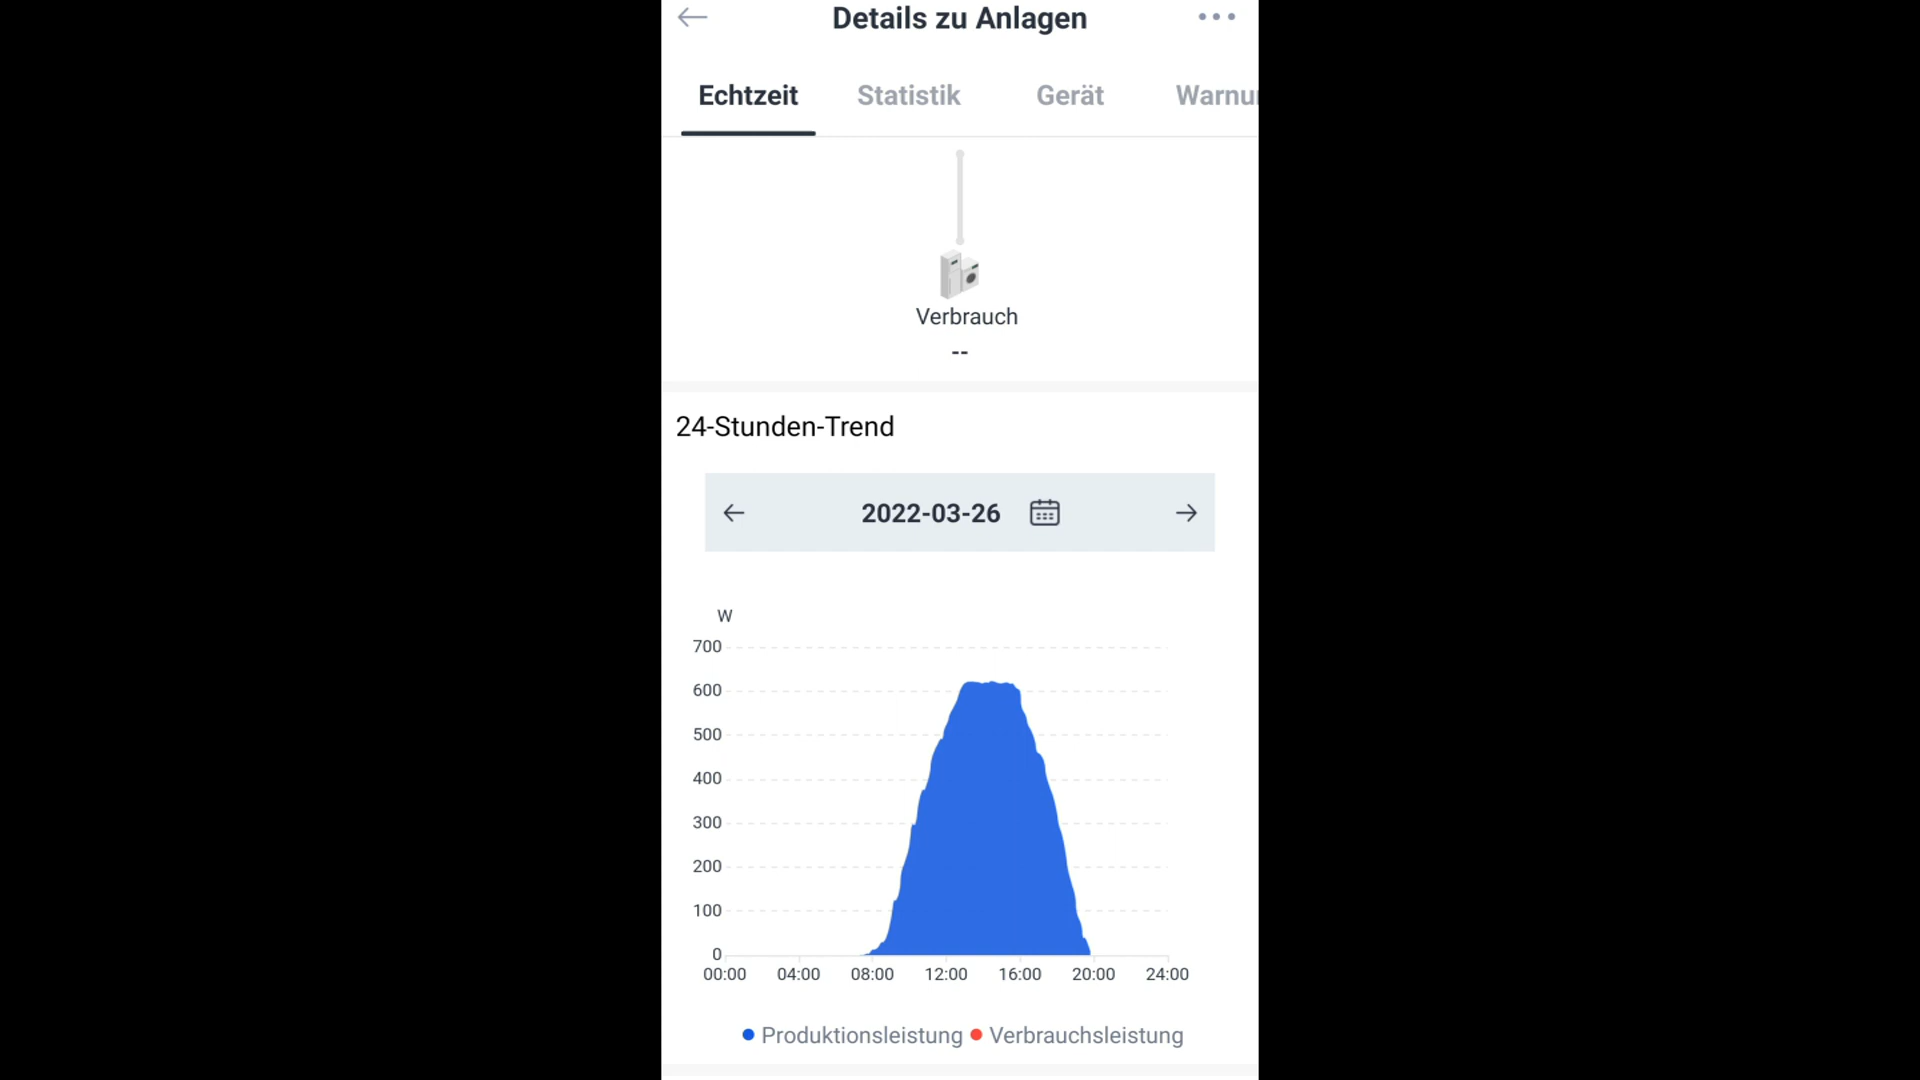 Details zu Anlagen
Echtzeit Statistik Gerät Warnu
Verbrauch
--
24-Stunden-Trend
2022-03-26
W
700
600
500
400
300
200
100
0
00:00 04:00 08:00 12:00 16:00 20:00 24:00
Produktionsleistung Verbrauchsleistung